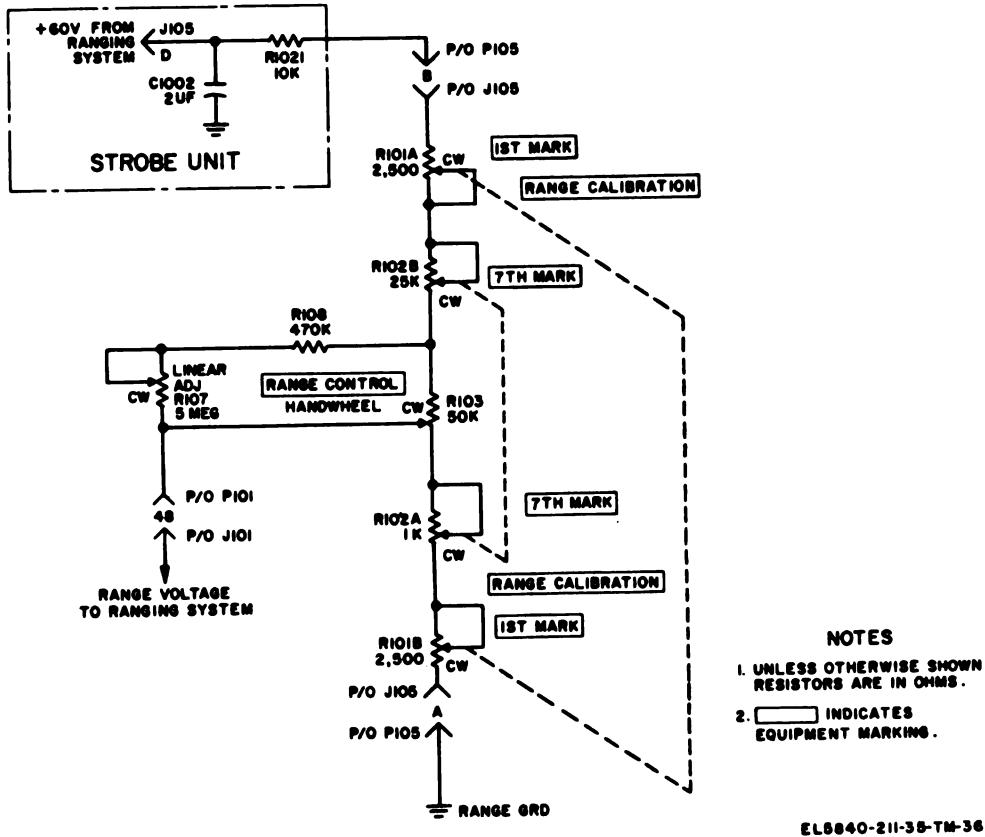 +60V FROM
RANGING
SYSTEM
J105
D
R1021
10K
C1002
2UF
STROBE UNIT
P/O P105
B
P/O J105
R101A
2,500
CW
1ST MARK
RANGE CALIBRATION
R102B
25K
CW
7TH MARK
R108
470K
LINEAR
ADJ
R107
5 MEG
CW
RANGE CONTROL
HANDWHEEL
CW
R103
50K
P/O P101
48
P/O J101
RANGE VOLTAGE
TO RANGING SYSTEM
R102A
1K
CW
7TH MARK
RANGE CALIBRATION
1ST MARK
R101B
2,500
CW
P/O J105
A
P/O P105
RANGE GRD
NOTES
1. UNLESS OTHERWISE SHOWN
RESISTORS ARE IN OHMS.
2. INDICATES
EQUIPMENT MARKING.
EL5840-211-35-TM-36